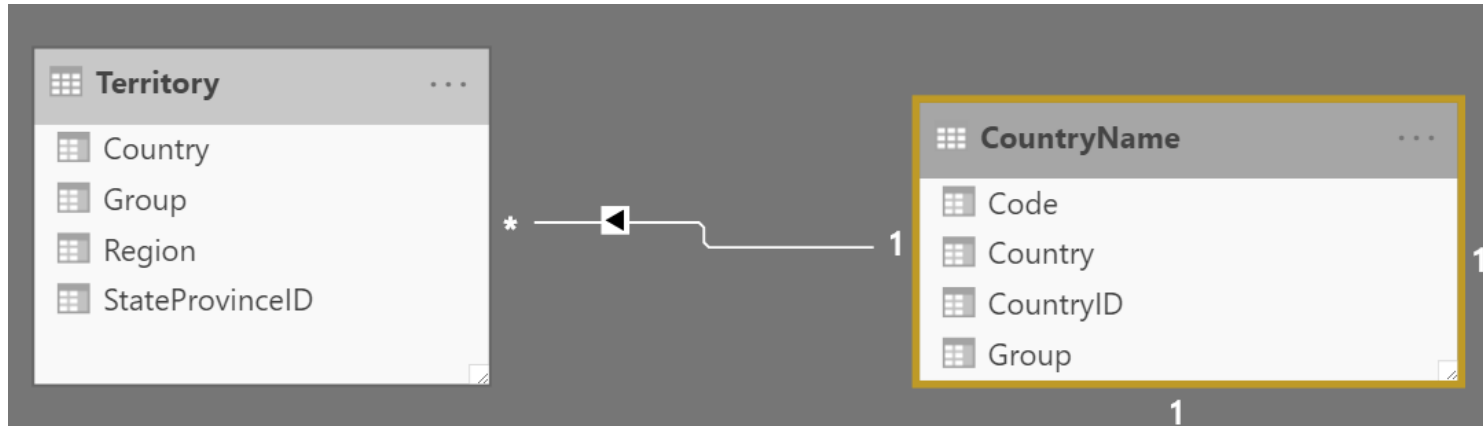 Territory ...
Country
Group
Region
StateProvinceID
*
1
CountryName ...
Code
Country
CountryID
Group
1
1